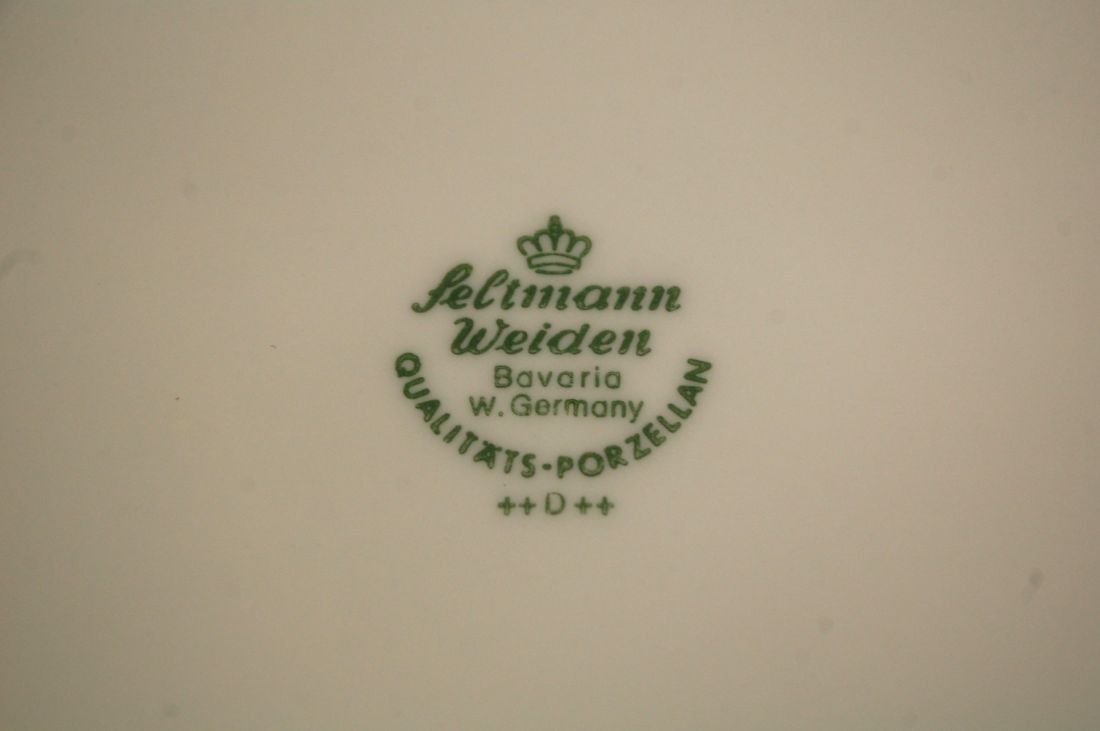 Seltmann
Weiden
Bavaria
W. Germany
QUALITÄTS-PORZELLAN
++D++